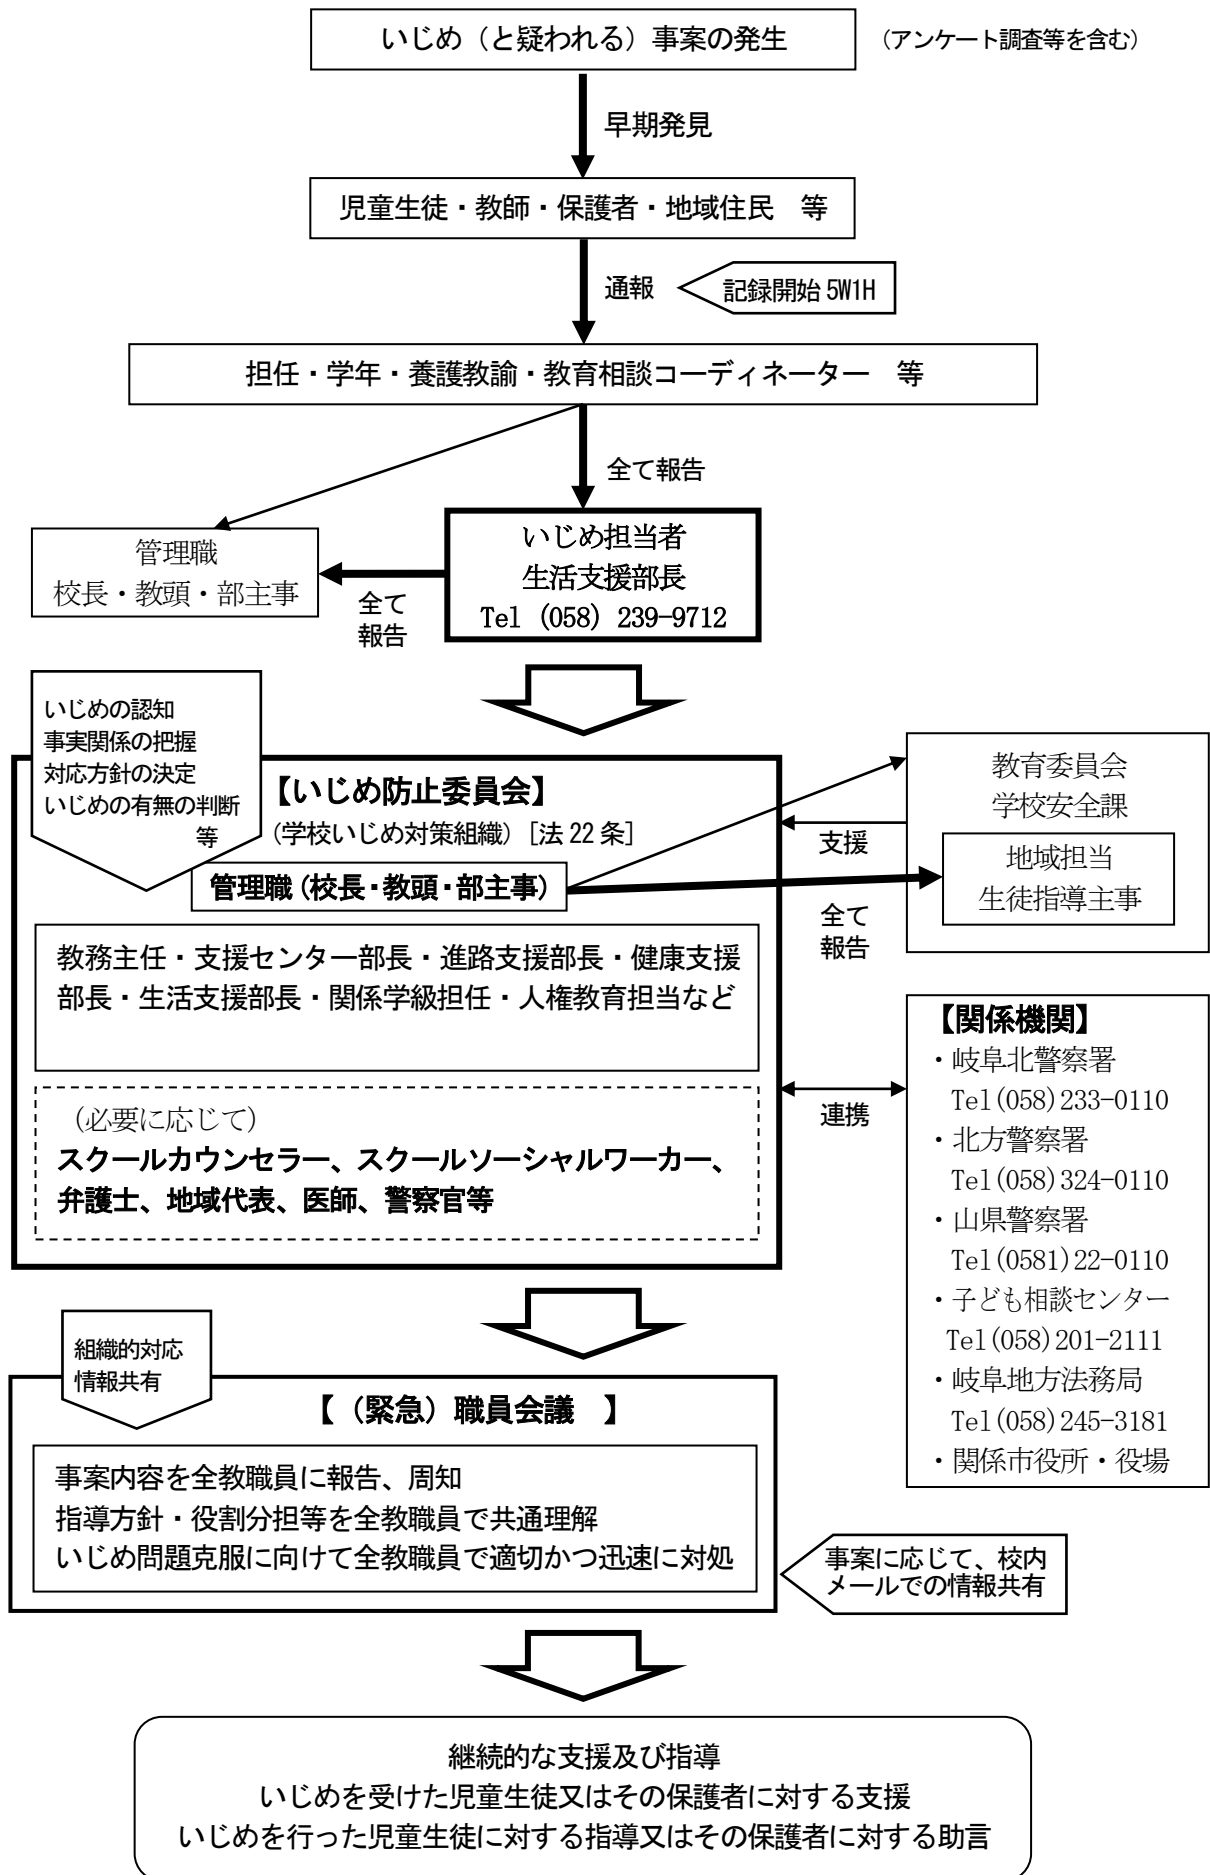 いじめ（と疑われる）事案の発生
（アンケート調査等を含む）
早期発見
児童生徒・教師・保護者・地域住民　等
通報
記録開始 5W1H
担任・学年・養護教諭・教育相談コーディネーター　等
全て報告
管理職
校長・教頭・部主事
全て
報告
いじめ担当者
生活支援部長
Tel (058) 239-9712
いじめの認知
事実関係の把握
対応方針の決定
いじめの有無の判断
等
【いじめ防止委員会】
(学校いじめ対策組織)［法 22 条］
管理職（校長・教頭・部主事）
教務主任・支援センター部長・進路支援部長・健康支援
部長・生活支援部長・関係学級担任・人権教育担当など
（必要に応じて）
スクールカウンセラー、スクールソーシャルワーカー、
弁護士、地域代表、医師、警察官等
教育委員会
学校安全課
支援
地域担当
生徒指導主事
全て
報告
連携
【関係機関】
・岐阜北警察署
Tel(058)233-0110
・北方警察署
Tel(058)324-0110
・山県警察署
Tel(0581)22-0110
・子ども相談センター
Tel(058)201-2111
・岐阜地方法務局
Tel(058)245-3181
・関係市役所・役場
組織的対応
情報共有
【（緊急）職員会議　】
事案内容を全教職員に報告、周知
指導方針・役割分担等を全教職員で共通理解
いじめ問題克服に向けて全教職員で適切かつ迅速に対処
事案に応じて、校内
メールでの情報共有
継続的な支援及び指導
いじめを受けた児童生徒又はその保護者に対する支援
いじめを行った児童生徒に対する指導又はその保護者に対する助言